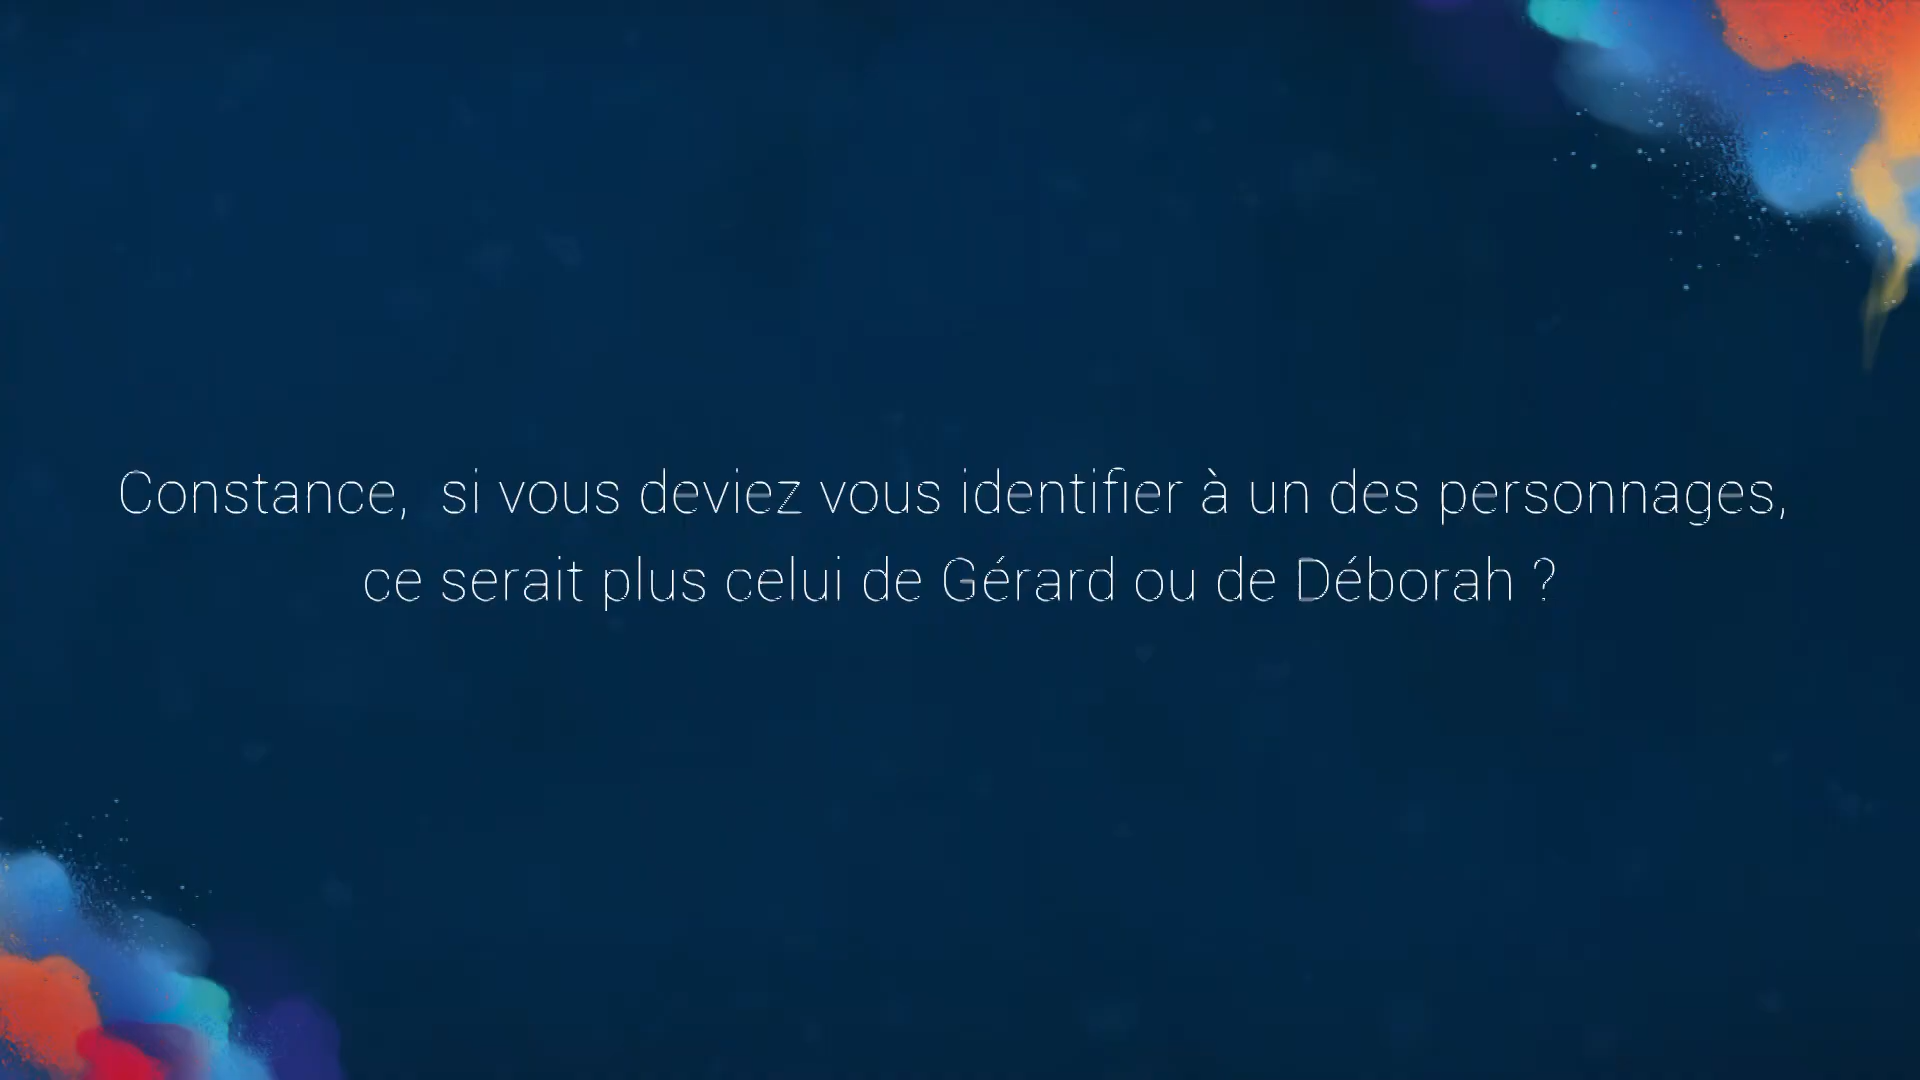 Constance,  si vous deviez vous identifier à un des personnages,
ce serait plus celui de Gérard ou de Déborah ?